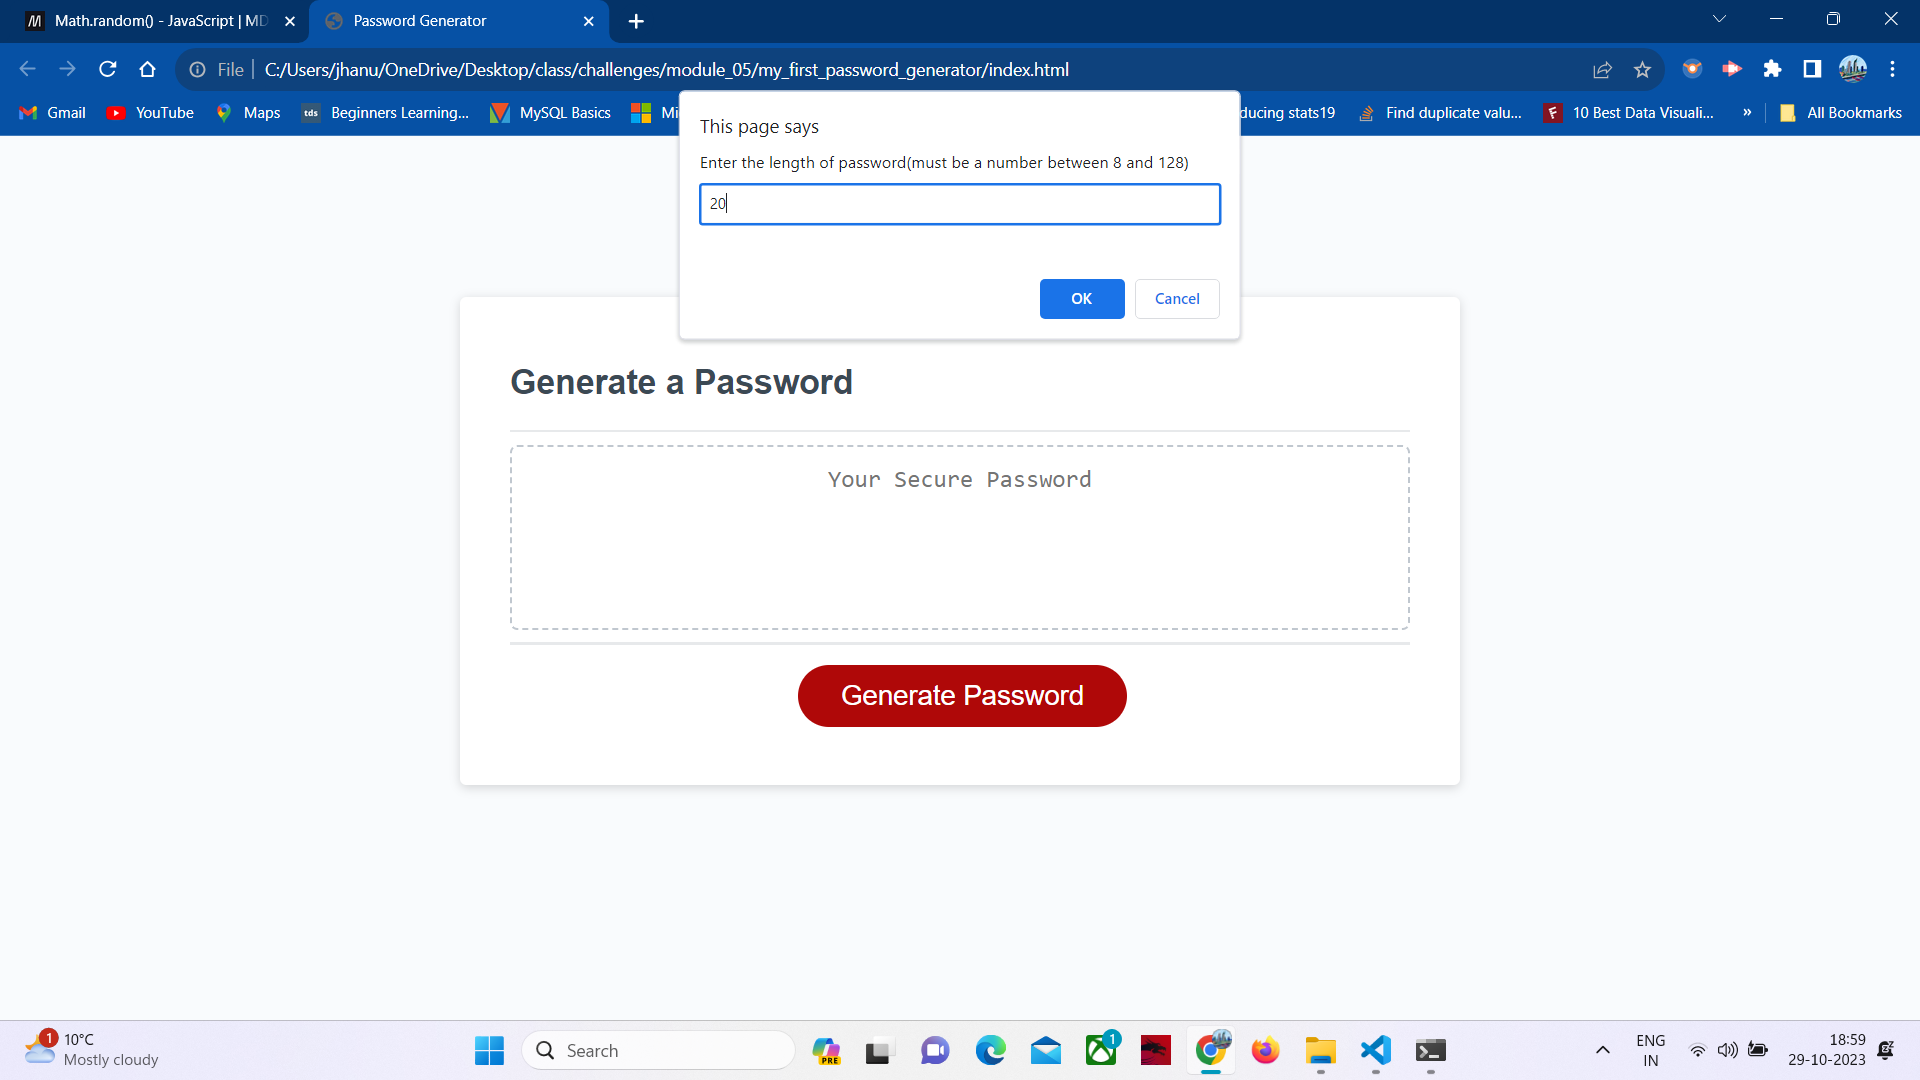 Math.random() - JavaScript | MD
Password Generator
File
C:/Users/jhanu/OneDrive/Desktop/class/challenges/module_05/my_first_password_generator/index.html
Gmail
YouTube
Maps
tds
Beginners Learning...
MySQL Basics
Mi
ducing stats19
Find duplicate valu...
F
10 Best Data Visuali...
»
All Bookmarks
This page says
Enter the length of password(must be a number between 8 and 128)
20
OK
Cancel
Generate a Password
Your Secure Password
Generate Password
1
10°C
Mostly cloudy
Search
PRE
1
ENG
IN
18:59
29-10-2023